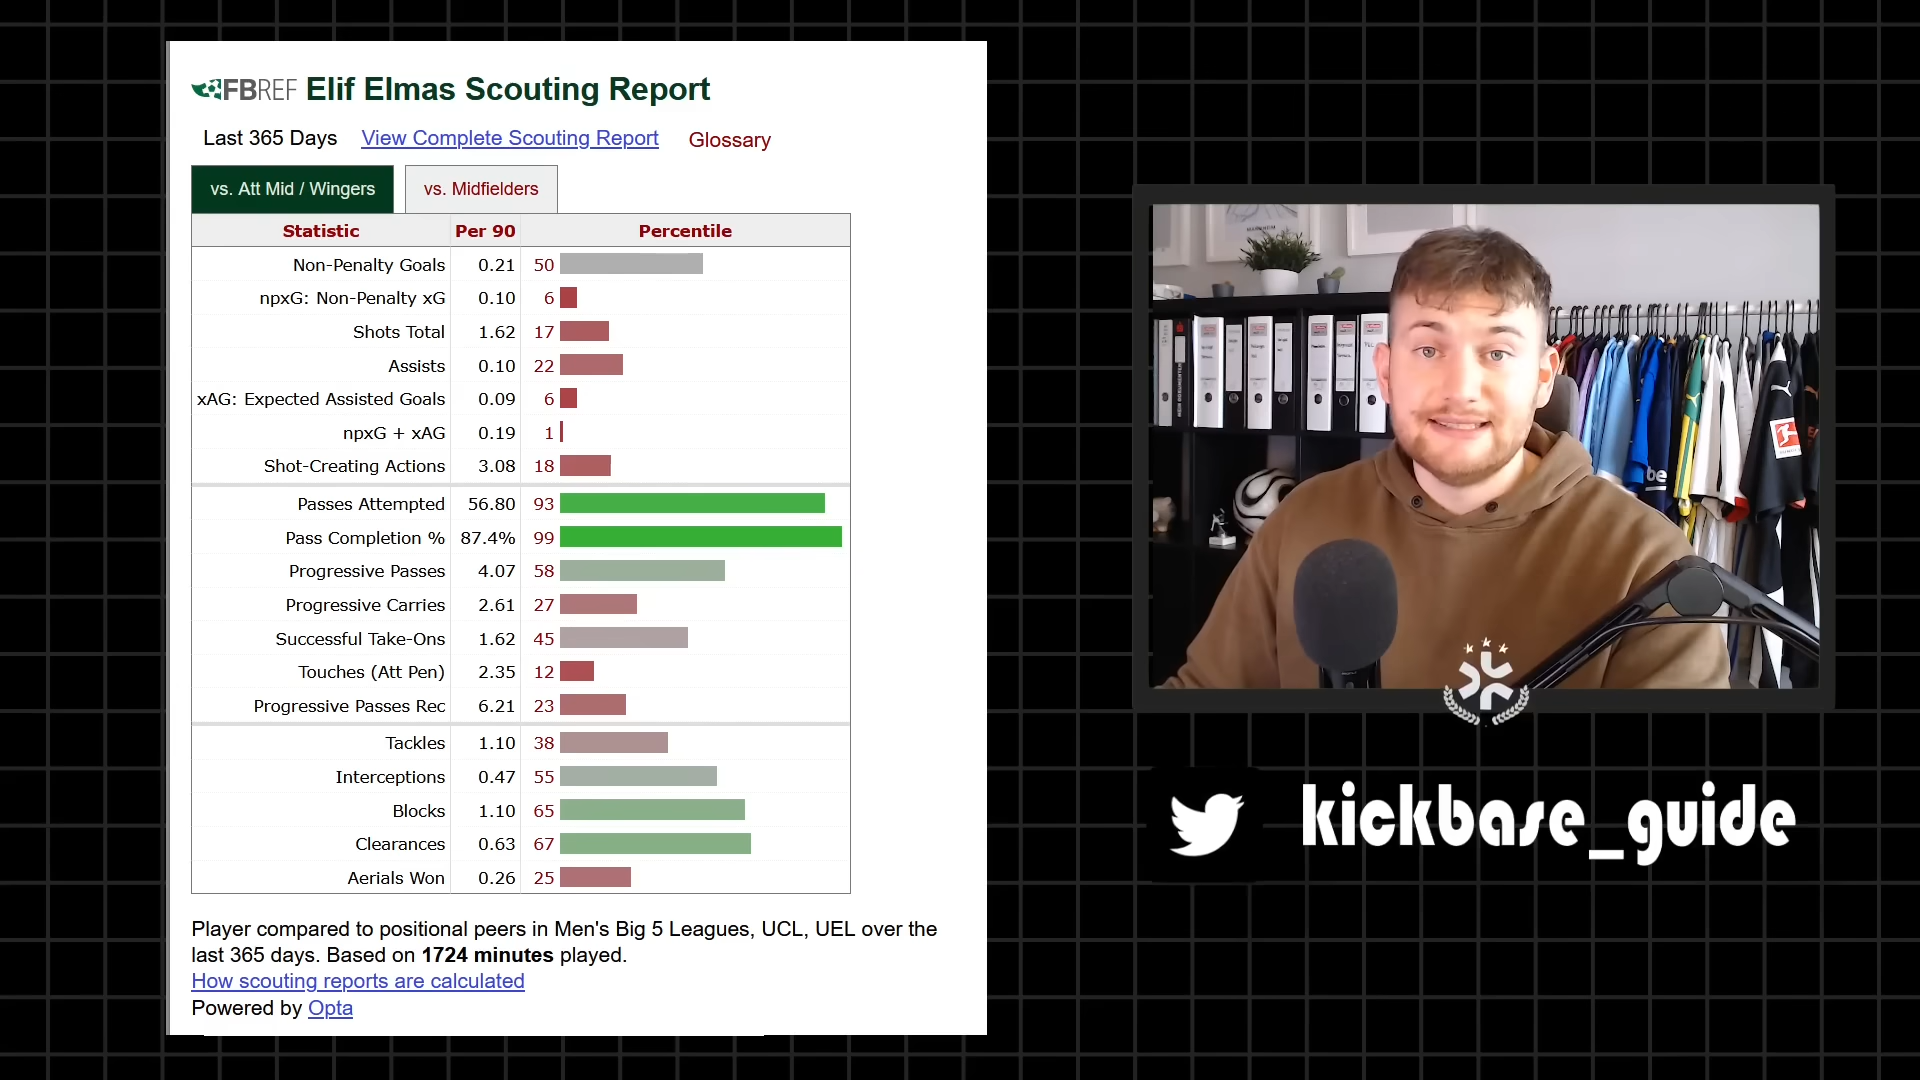 FBREF Elif Elmas Scouting Report
Last 365 Days View Complete Scouting Report Glossary
vs. Att Mid / Wingers vs. Midfielders
Statistic Per 90 Percentile
Non-Penalty Goals 0.21 50
npxG: Non-Penalty xG 0.10 6
Shots Total 1.62 17
Assists 0.10 22
xAG: Expected Assisted Goals 0.09 6
npxG + xAG 0.19 1
Shot-Creating Actions 3.08 18
Passes Attempted 56.80 93
Pass Completion % 87.4% 99
Progressive Passes 4.07 58
Progressive Carries 2.61 27
Successful Take-Ons 1.62 45
Touches (Att Pen) 2.35 12
Progressive Passes Rec 6.21 23
Tackles 1.10 38
Interceptions 0.47 55
Blocks 1.10 65
Clearances 0.63 67
Aerials Won 0.26 25
Player compared to positional peers in Men's Big 5 Leagues, UCL, UEL over the
last 365 days. Based on 1724 minutes played.
How scouting reports are calculated
Powered by Opta
be
kickbase_guide